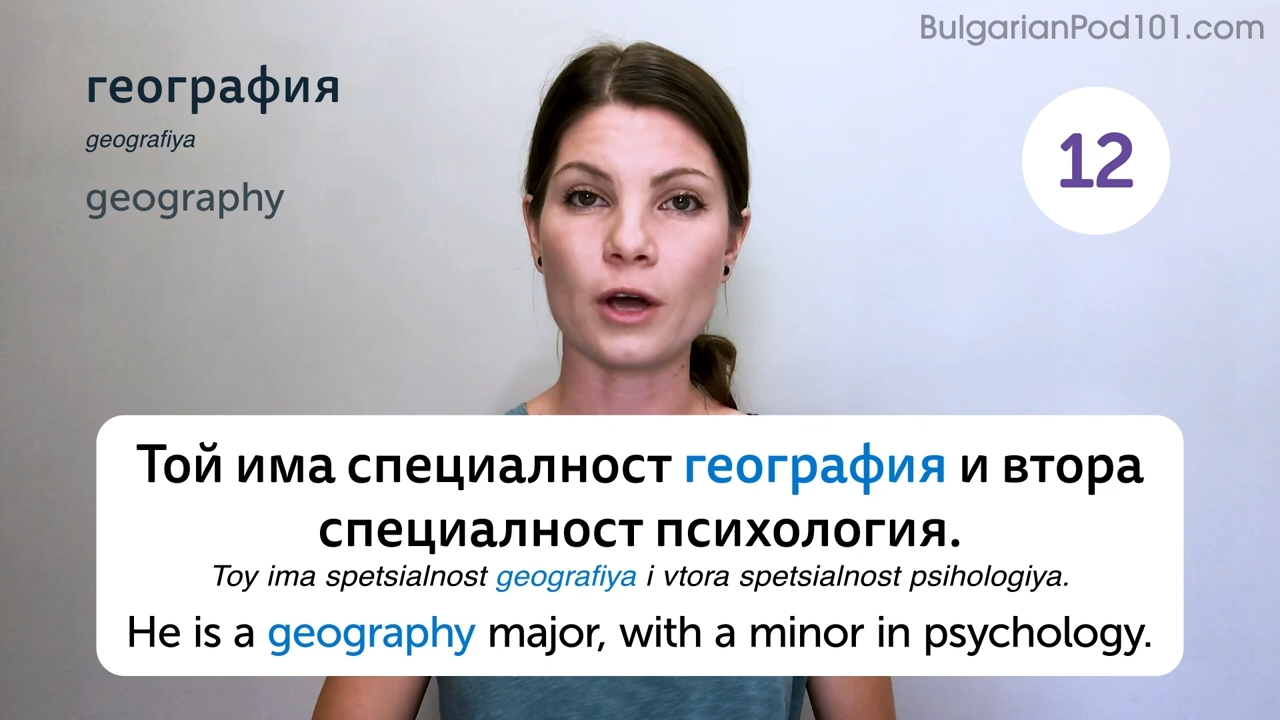 BulgarianPod101.com
география
geografiya
geography
12
Той има специалност география и втора
специалност психология.
Toy ima spetsialnost geografiya i vtora spetsialnost psihologiya.
He is a geography major, with a minor in psychology.